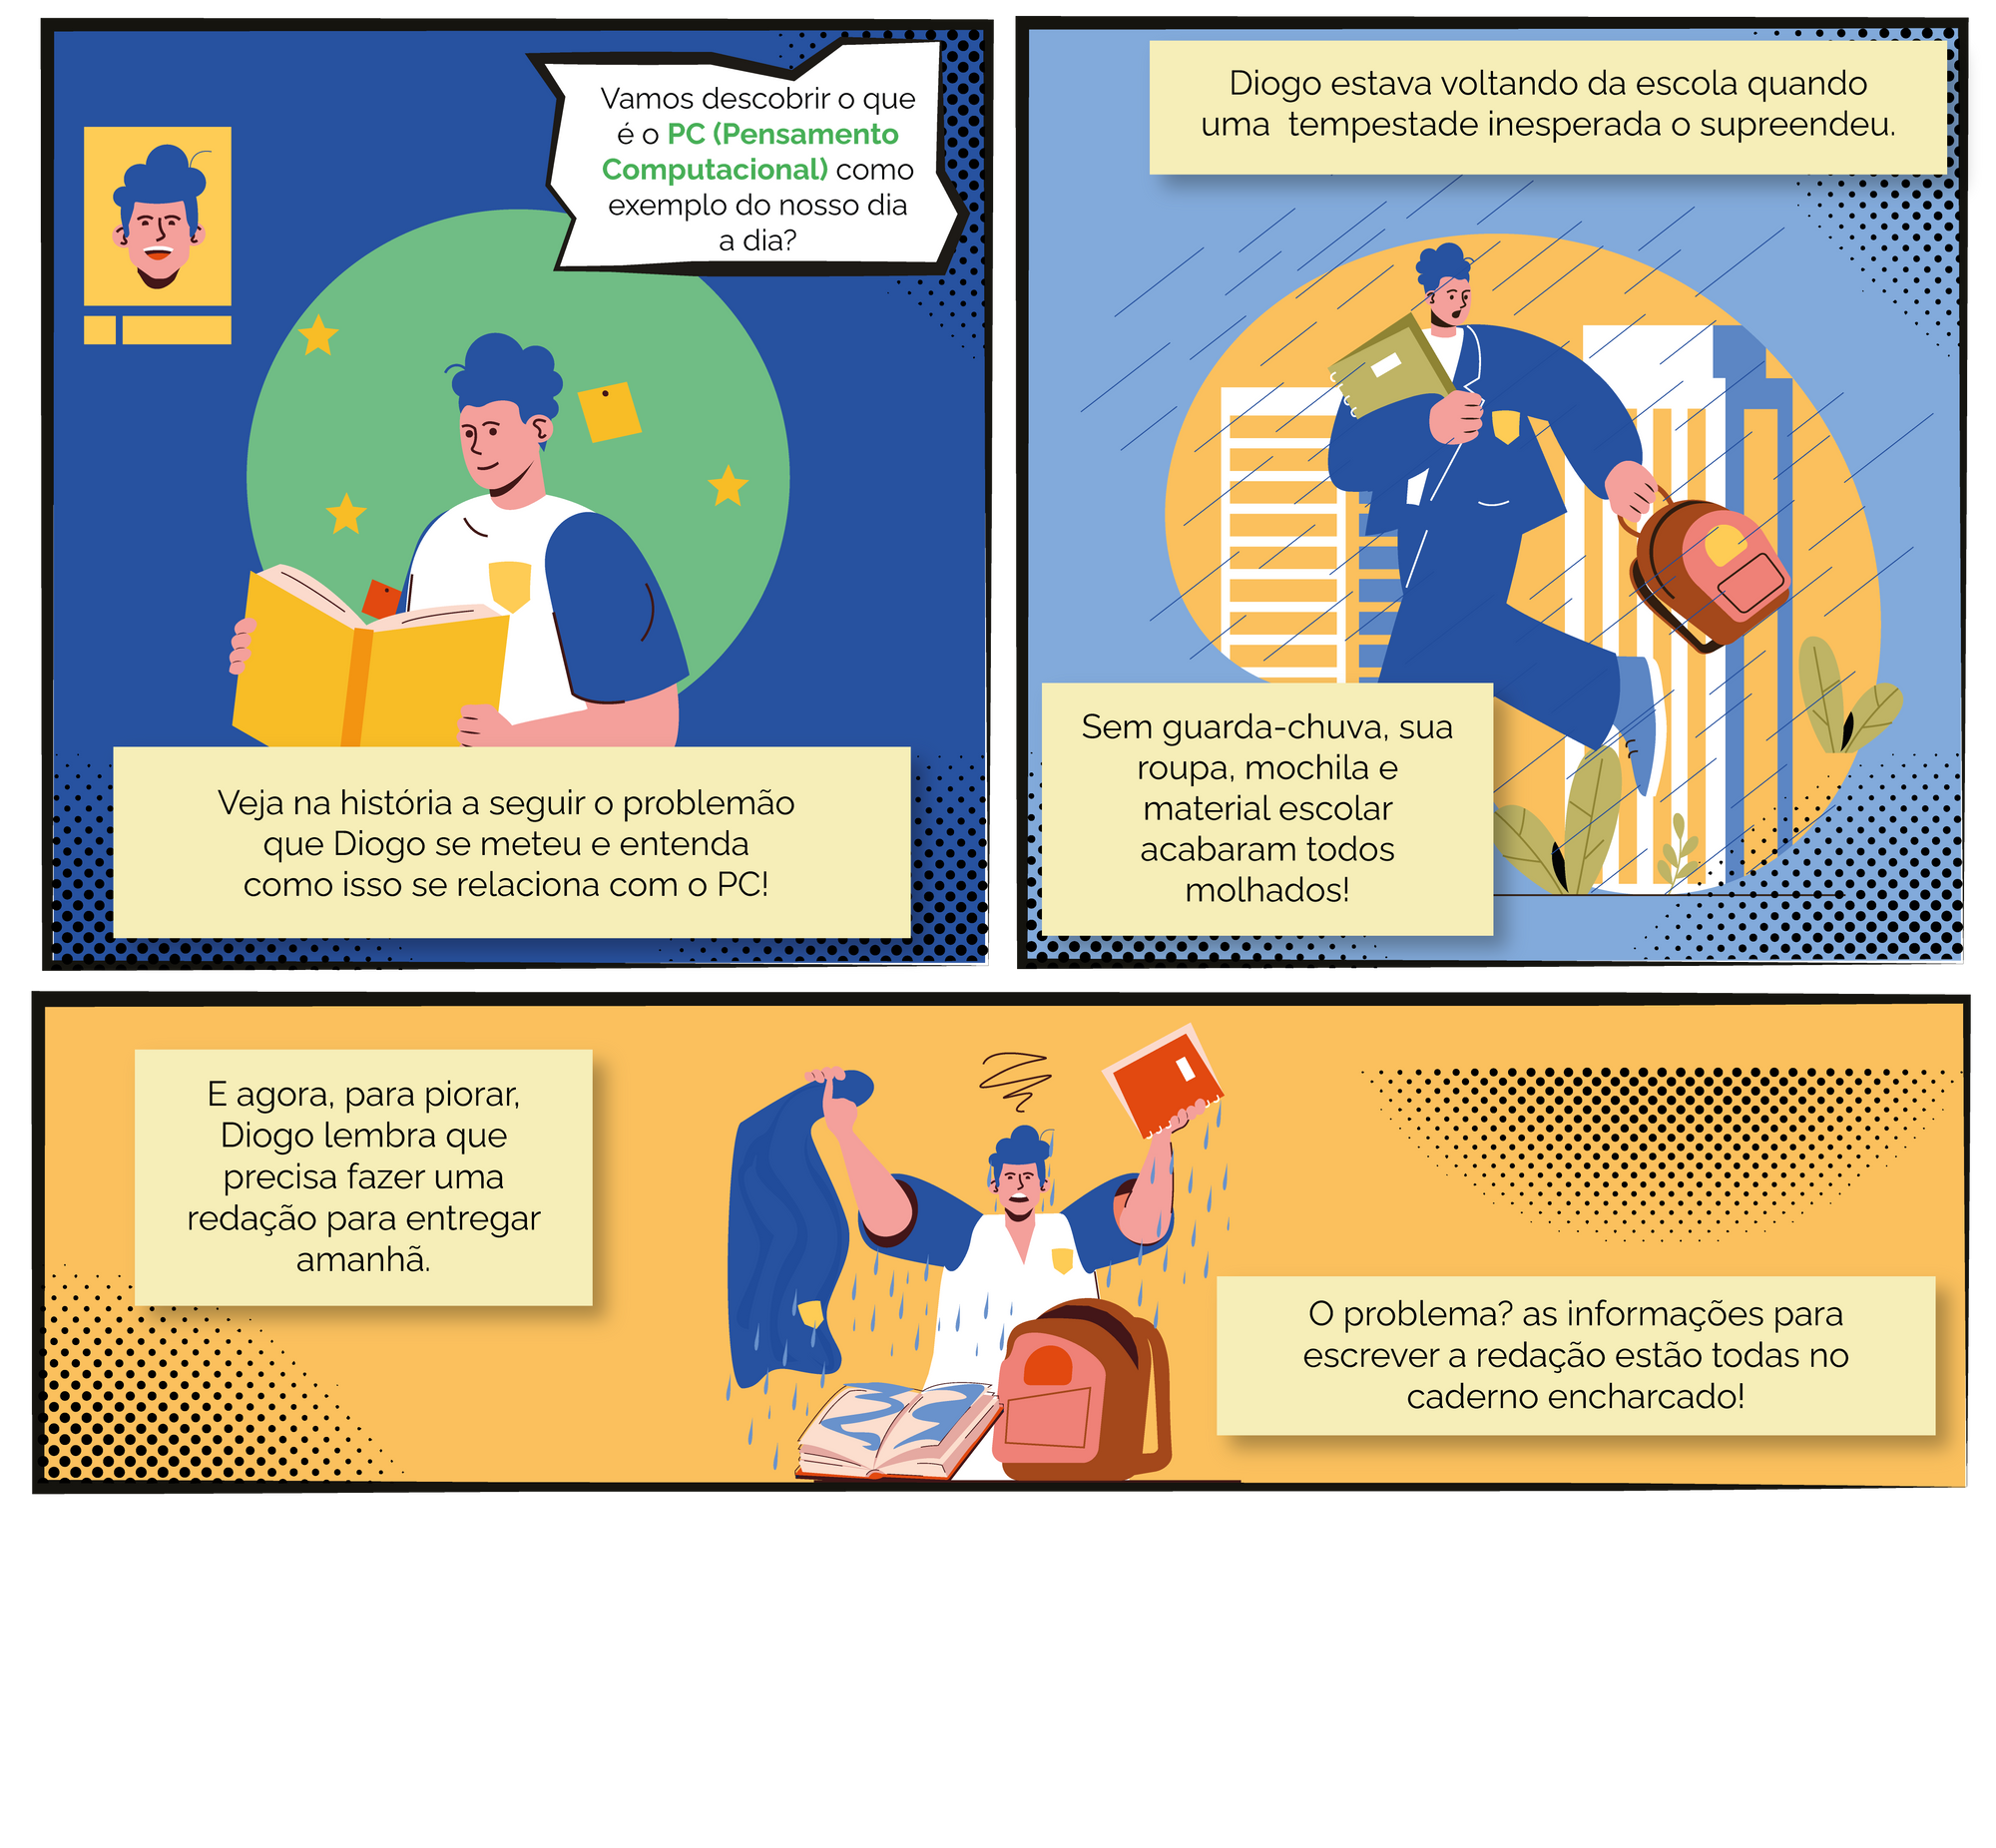 Vamos descobrir o que
é o PC (Pensamento
Computacional) como
exemplo do nosso dia
a dia?
Veja na história a seguir o problemão
que Diogo se meteu e entenda
como isso se relaciona com o PC!
Diogo estava voltando da escola quando
uma  tempestade inesperada o supreendeu.
Sem guarda-chuva, sua
roupa, mochila e
material escolar
acabaram todos
molhados!
E agora, para piorar,
Diogo lembra que
precisa fazer uma
redação para entregar
amanhã.
O problema? as informações para
escrever a redação estão todas no
caderno encharcado!